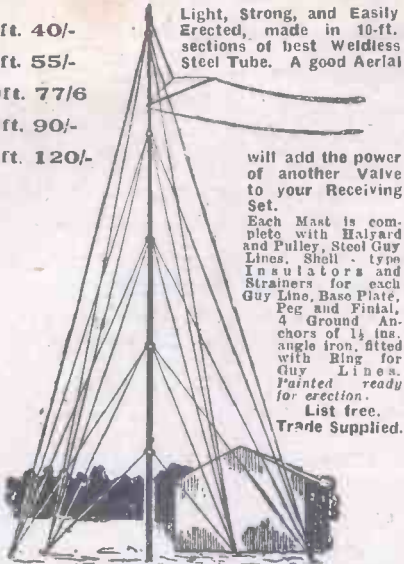 ft. 40/-
ft. 55/-
ft. 77/6
ft. 90/-
ft. 120/-
Light, Strong, and Easily
Erected, made in 10-ft.
sections of best Weldless
Steel Tube. A good Aerial
will add the power
of another Valve
to your Receiving
Set.
Each Mast is com-
plete with Halyard
and Pulley, Steel Guy
Lines, Shell - type
Insulators and
Strainers for each
Guy Line, Base Plate,
Peg and Finial,
4 Ground An-
chors of 1½ ins.
angle iron, fitted
with Ring for
Guy Lines.
Painted ready
for erection.
List free.
Trade Supplied.